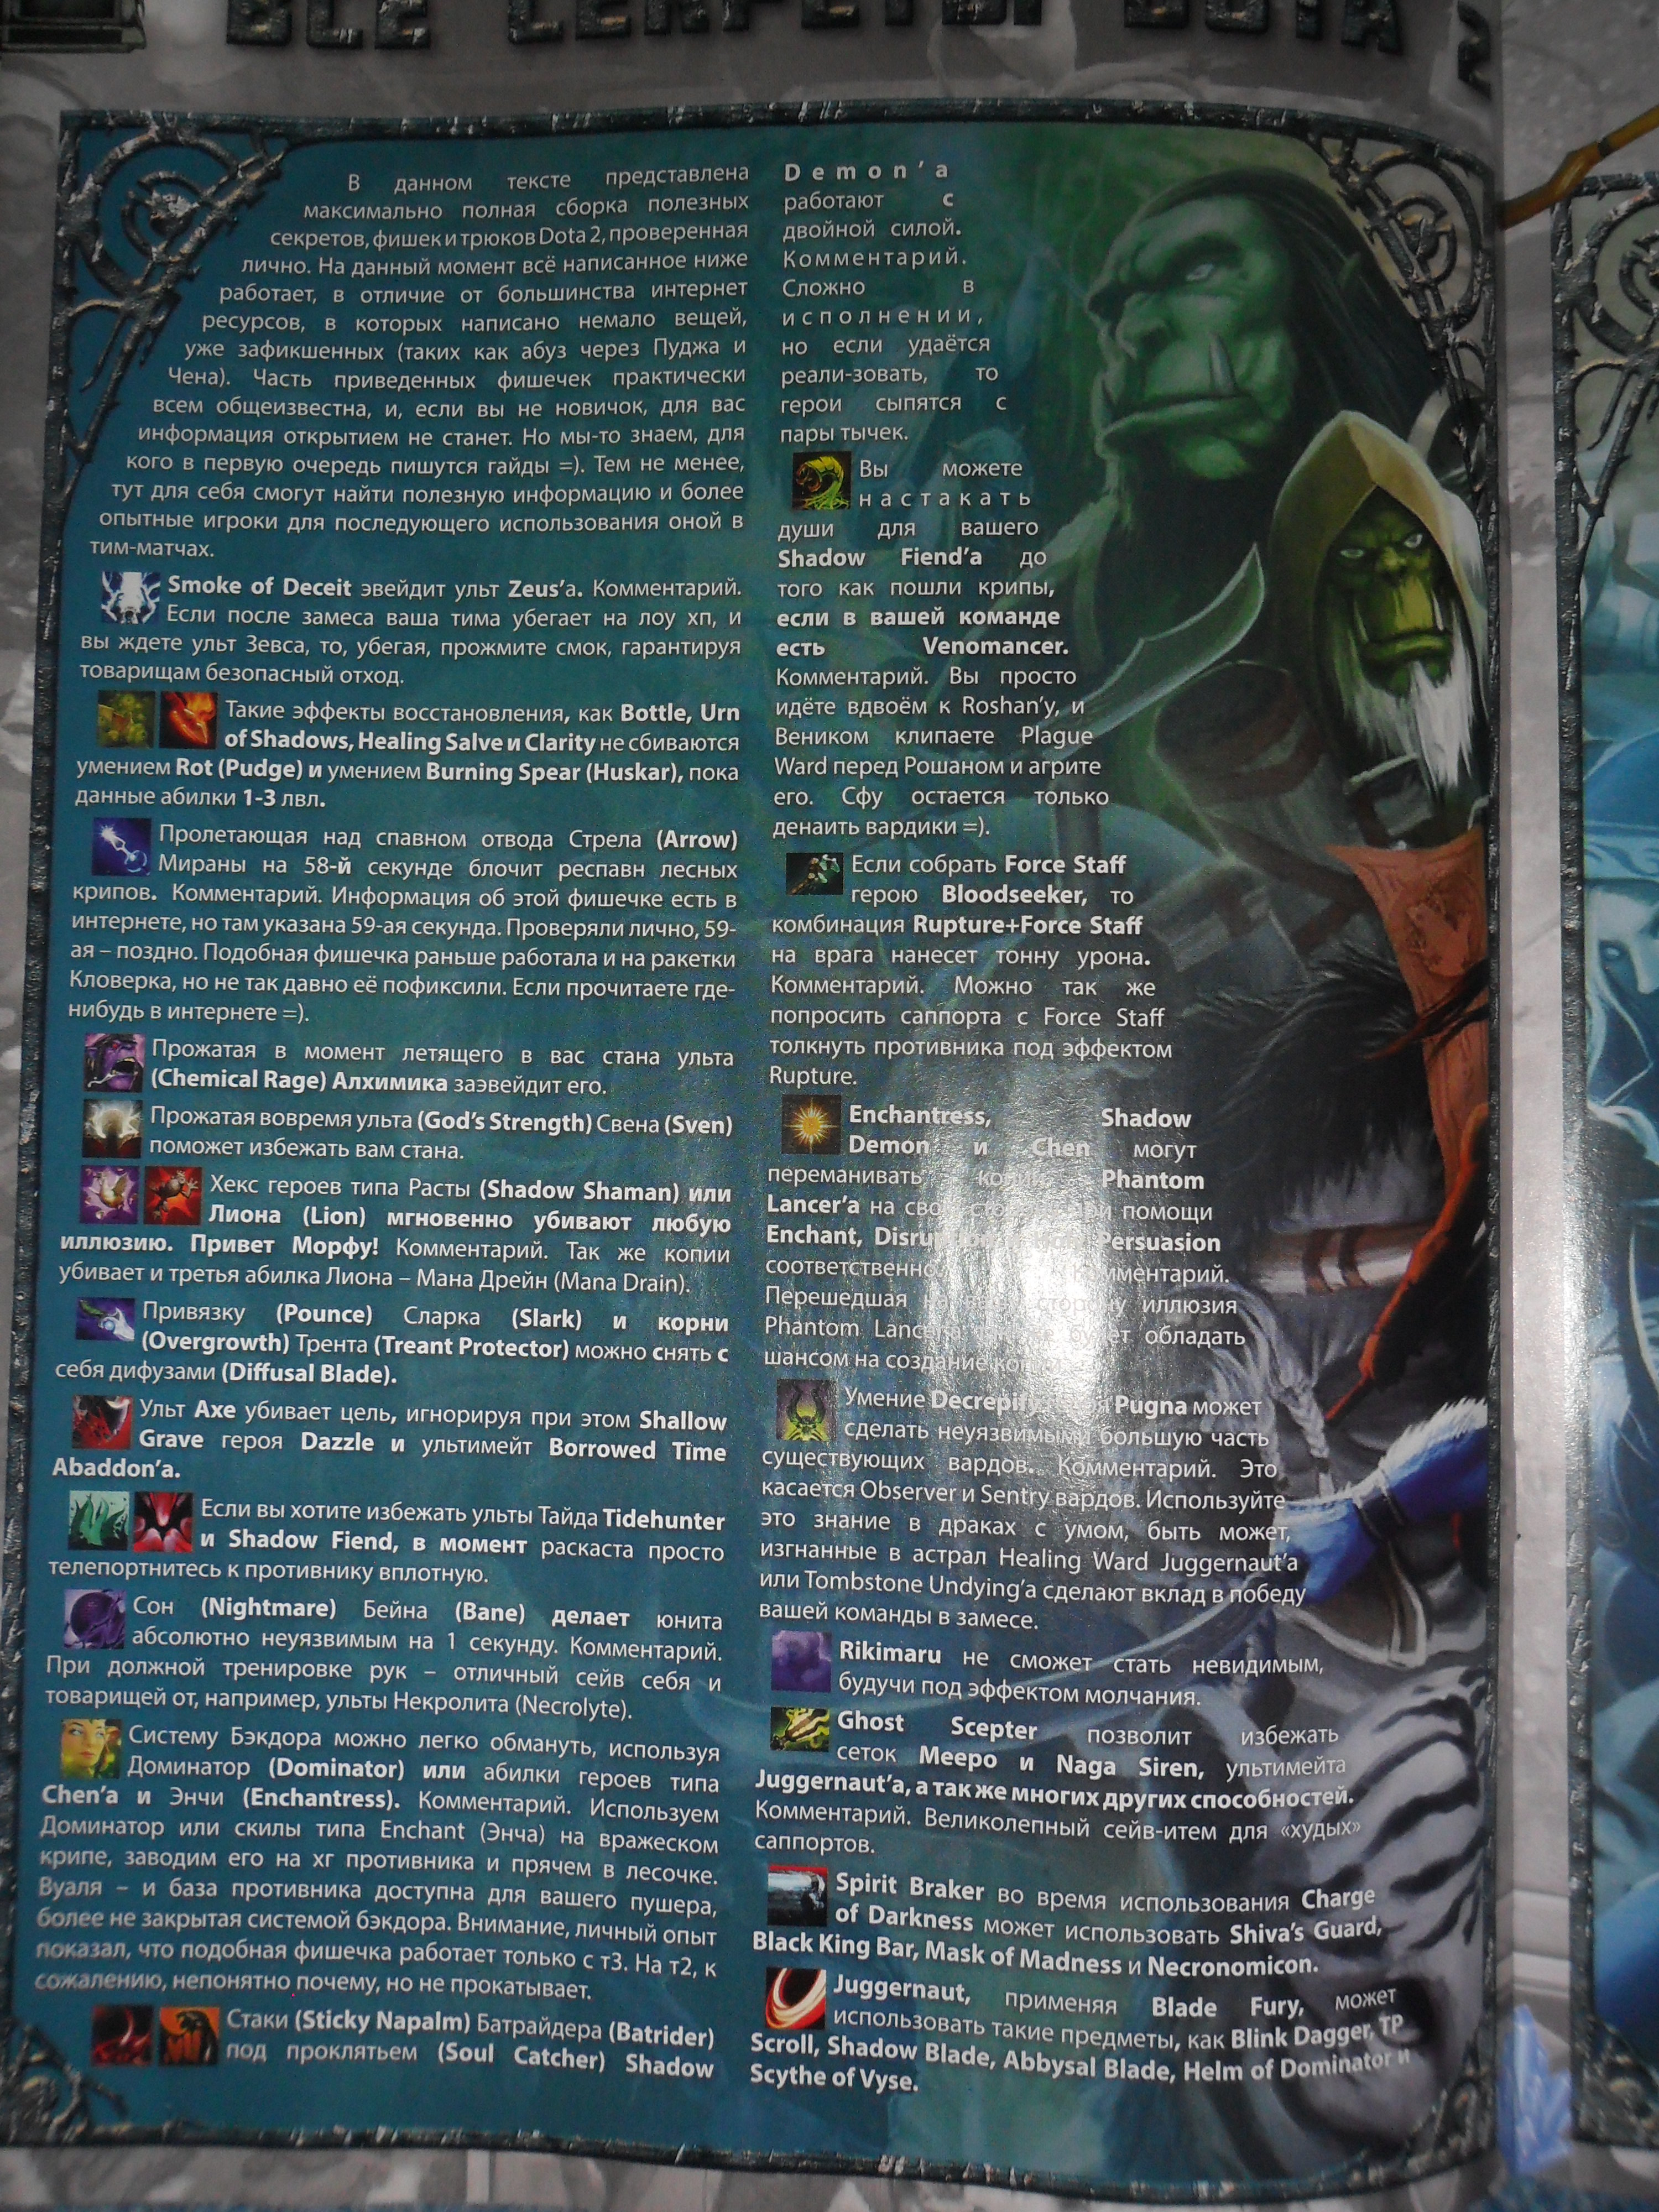 ВСЕ СЕКРЕТЫ DOTA 2
В данном тексте представлена
максимально полная сборка полезных
секретов, фишек и трюков Dota 2, проверенная
лично. На данный момент всё написанное ниже
работает, в отличие от большинства интернет
ресурсов, в которых написано немало вещей,
уже зафикшенных (таких как абуз через Пуджа и
Чена). Часть приведенных фишечек практически
всем общеизвестна, и, если вы не новичок, для вас
информация открытием не станет. Но мы-то знаем, для
кого в первую очередь пишутся гайды =). Тем не менее,
тут для себя смогут найти полезную информацию и более
опытные игроки для последующего использования оной в
тим-матчах.
Smoke of Deceit эвейдит ульт Zeus'а. Комментарий.
Если после замеса ваша тима убегает на лоу хп, и
вы ждете ульт Зевса, то, убегая, прожмите смок, гарантируя
товарищам безопасный отход.
Такие эффекты восстановления, как Bottle, Urn
of Shadows, Healing Salve и Clarity не сбиваются
умением Rot (Pudge) и умением Burning Spear (Huskar), пока
данные абилки 1-3 лвл.
Пролетающая над спавном отвода Стрела (Arrow)
Мираны на 58-й секунде блочит респавн лесных
крипов. Комментарий. Информация об этой фишечке есть в
интернете, но там указана 59-ая секунда. Проверяли лично, 59-
ая – поздно. Подобная фишечка раньше работала и на ракетки
Кловерка, но не так давно её пофиксили. Если прочитаете где-
нибудь в интернете =).
Прожатая в момент летящего в вас стана ульта
(Chemical Rage) Алхимика заэвейдит его.
Прожатая вовремя ульта (God's Strength) Свена (Sven)
поможет избежать вам стана.
Хекс героев типа Расты (Shadow Shaman) или
Лиона (Lion) мгновенно убивают любую
иллюзию. Привет Морфу! Комментарий. Так же копии
убивает и третья абилка Лиона – Мана Дрейн (Mana Drain).
Привязку (Pounce) Сларка (Slark) и корни
(Overgrowth) Трента (Treant Protector) можно снять с
себя дифузами (Diffusal Blade).
Ульт Axe убивает цель, игнорируя при этом Shallow
Grave героя Dazzle и ультимейт Borrowed Time
Abaddon'а.
Если вы хотите избежать ульты Тайда Tidehunter
и Shadow Fiend, в момент раскаста просто
телепортнитесь к противнику вплотную.
Сон (Nightmare) Бейна (Bane) делает юнита
абсолютно неуязвимым на 1 секунду. Комментарий.
При должной тренировке рук – отличный сейв себя и
товарищей от, например, ульты Некролита (Necrolyte).
Систему Бэкдора можно легко обмануть, используя
Доминатор (Dominator) или абилки героев типа
Chen'а и Энчи (Enchantress). Комментарий. Используем
Доминатор или скилы типа Enchant (Энча) на вражеском
крипе, заводим его на хг противника и прячем в лесочке.
Вуаля – и база противника доступна для вашего пушера,
более не закрытая системой бэкдора. Внимание, личный опыт
показал, что подобная фишечка работает только с т3. На т2, к
сожалению, непонятно почему, но не прокатывает.
Стаки (Sticky Napalm) Батрайдера (Batrider)
под проклятьем (Soul Catcher) Shadow
Demon'а
работают с
двойной силой.
Комментарий.
Сложно в
исполнении,
но если удаётся
реали-зовать, то
герои сыпятся с
пары тычек.
Вы можете
настакать
души для вашего
Shadow Fiend'а до
того как пошли крипы,
если в вашей команде
есть Venomancer.
Комментарий. Вы просто
идёте вдвоём к Roshan'у, и
Веником клипаете Plague
Ward перед Рошаном и агрите
его. Сфу остается только
денаить вардики =).
Если собрать Force Staff
герою Bloodseeker, то
комбинация Rupture+Force Staff
на врага нанесет тонну урона.
Комментарий. Можно так же
попросить саппорта с Force Staff
толкнуть противника под эффектом
Rupture.
Enchantress, Shadow
Demon и Chen могут
переманивать Phantom
Lancer'а на помощи
Enchant, Persuasion
соответственно.
Перешедшая сторону иллюзия
Phantom обладать
шансом на создание
Умение Decrepify Pugna может
сделать неуязвимыми большую часть
существующих вардов. Комментарий. Это
касается Observer и Sentry вардов. Используйте
это знание в драках с умом, быть может,
изгнанные в астрал Healing Ward Juggernaut'а
или Tombstone Undying'а сделают вклад в победу
вашей команды в замесе.
Rikimaru не сможет стать невидимым,
будучи под эффектом молчания.
Ghost Scepter позволит избежать
сеток Meepo и Naga Siren, ультимейта
Juggernaut'а, а так же многих других способностей.
Комментарий. Великолепный сейв-итем для «худых»
саппортов.
Spirit Braker во время использования Charge
of Darkness может использовать Shiva's Guard,
Black King Bar, Mask of Madness и Necronomicon.
Juggernaut, применяя Blade Fury, может
использовать такие предметы, как Blink Dagger, TP
Scroll, Shadow Blade, Abbysal Blade, Helm of Dominator и
Scythe of Vyse.